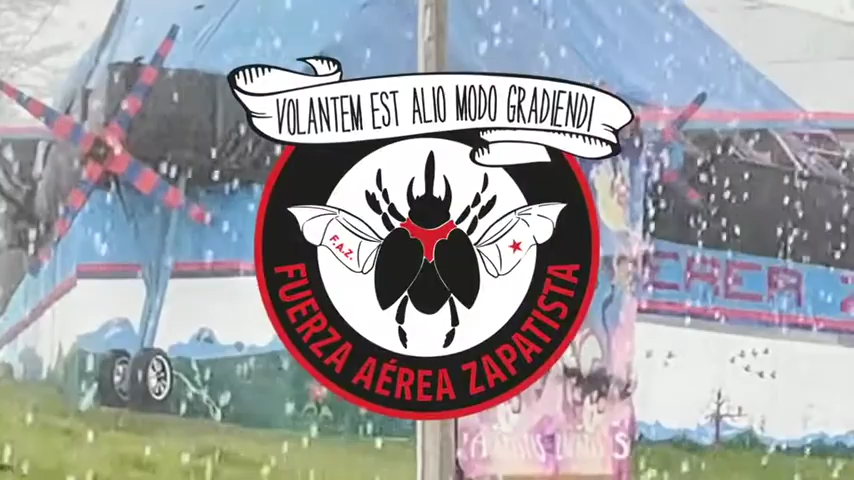 VOLANTEM EST ALIO MODO GRADIENDI
F.A.Z.
FUERZA AÉREA ZAPATISTA